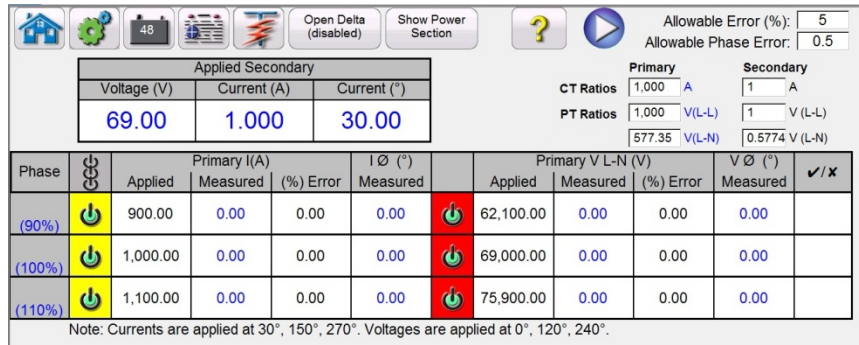 48
Open Delta (disabled)
Show Power Section
?
Allowable Error (%): 5
Allowable Phase Error: 0.5
Applied Secondary
Voltage (V) Current (A) Current (°)
69.00 1.000 30.00
Primary Secondary
CT Ratios 1,000 A 1 A
PT Ratios 1,000 V(L-L) 1 V (L-L)
577.35 V(L-N) 0.5774 V (L-N)
Phase Primary I(A) I Ø (°) Primary V L-N (V) V Ø (°) ✔/✘
Applied Measured (%) Error Measured Applied Measured (%) Error Measured
(90%) 900.00 0.00 0.00 0.00 62,100.00 0.00 0.00 0.00
(100%) 1,000.00 0.00 0.00 0.00 69,000.00 0.00 0.00 0.00
(110%) 1,100.00 0.00 0.00 0.00 75,900.00 0.00 0.00 0.00
Note: Currents are applied at 30°, 150°, 270°. Voltages are applied at 0°, 120°, 240°.